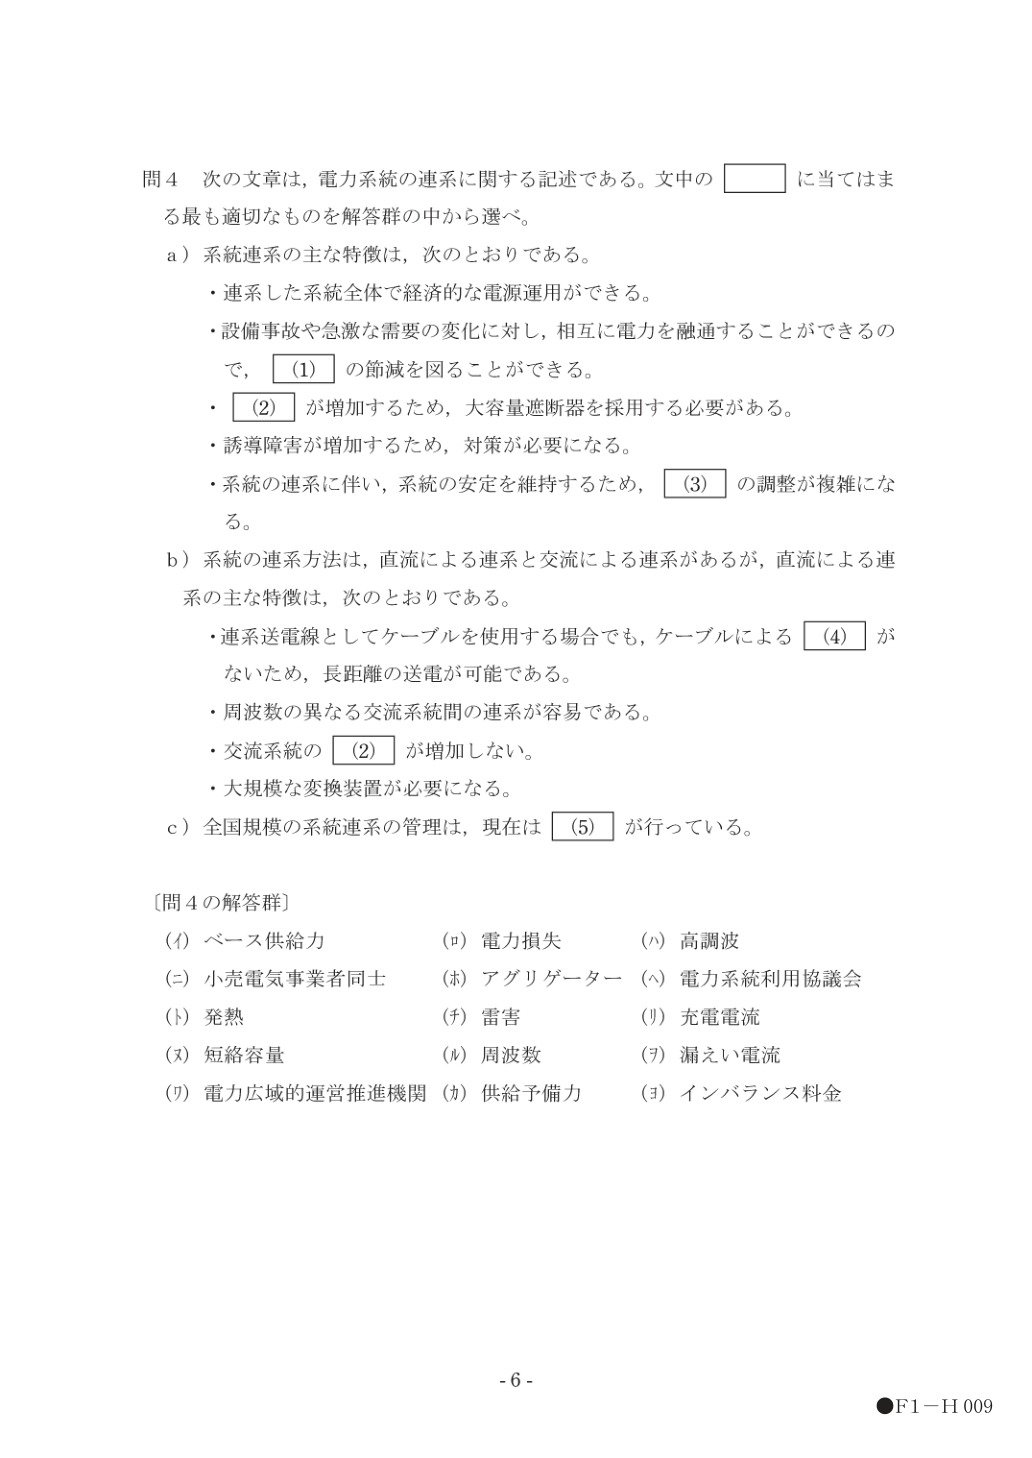 問4 次の文章は，電力系統の連系に関する記述である。文中の に当てはま
る最も適切なものを解答群の中から選べ。
a）系統連系の主な特徴は，次のとおりである。
・連系した系統全体で経済的な電源運用ができる。
・設備事故や急激な需要の変化に対し，相互に電力を融通することができるの
で， (1) の節減を図ることができる。
・ (2) が増加するため，大容量遮断器を採用する必要がある。
・誘導障害が増加するため，対策が必要になる。
・系統の連系に伴い，系統の安定を維持するため， (3) の調整が複雑にな
る。
b）系統の連系方法は，直流による連系と交流による連系があるが，直流による連
系の主な特徴は，次のとおりである。
・連系送電線としてケーブルを使用する場合でも，ケーブルによる (4) が
ないため，長距離の送電が可能である。
・周波数の異なる交流系統間の連系が容易である。
・交流系統の (2) が増加しない。
・大規模な変換装置が必要になる。
c）全国規模の系統連系の管理は，現在は (5) が行っている。
〔問4の解答群〕
(ｲ) ベース供給力 (ﾛ) 電力損失 (ﾊ) 高調波
(ﾆ) 小売電気事業者同士 (ﾎ) アグリゲーター (ﾍ) 電力系統利用協議会
(ﾄ) 発熱 (ﾁ) 雷害 (ﾘ) 充電電流
(ﾇ) 短絡容量 (ﾙ) 周波数 (ｦ) 漏えい電流
(ﾜ) 電力広域的運営推進機関 (ｶ) 供給予備力 (ﾖ) インバランス料金
- 6 -
●F1－H 009